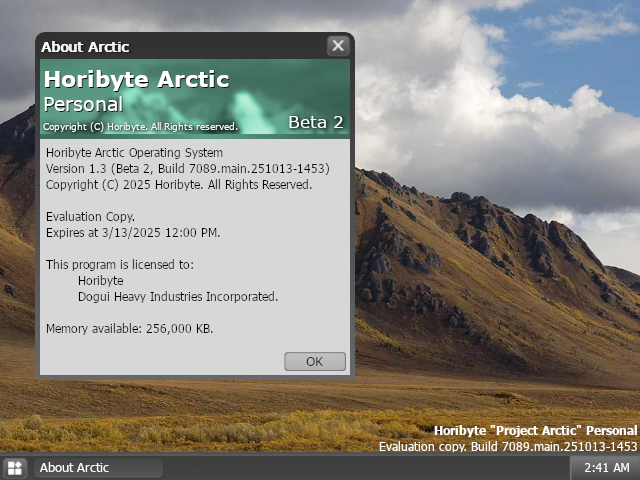 About Arctic
Horibyte Arctic
Personal
Copyright (C) Horibyte. All Rights reserved.
Beta 2
Horibyte Arctic Operating System
Version 1.3 (Beta 2, Build 7089.main.251013-1453)
Copyright (C) 2025 Horibyte. All Rights Reserved.
Evaluation Copy.
Expires at 3/13/2025 12:00 PM.
This program is licensed to:
Horibyte
Dogui Heavy Industries Incorporated.
Memory available: 256,000 KB.
OK
Horibyte "Project Arctic" Personal
Evaluation copy. Build 7089.main.251013-1453
About Arctic
2:41 AM